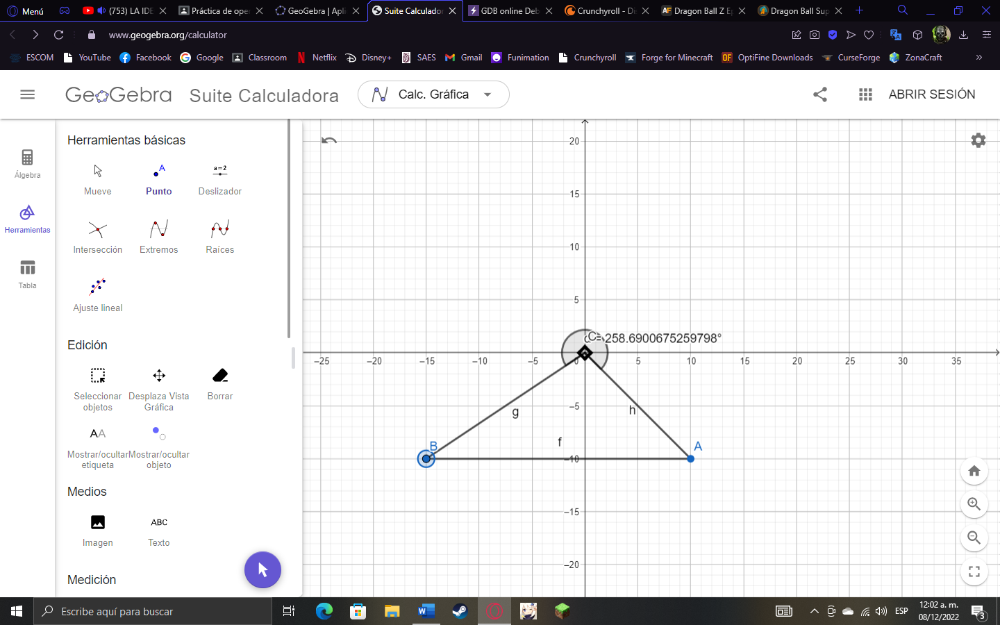 Menú
(753) LA IDE
Práctica de oper
GeoGebra | Apli
Suite Calculador
GDB online Deb
Crunchyroll - Di
AF Dragon Ball Z Ep
Dragon Ball Sup
www.geogebra.org/calculator
ESCOM
YouTube
Facebook
Google
Classroom
Netflix
Disney+
SAES
Gmail
Funimation
Crunchyroll
Forge for Minecraft
OF OptiFine Downloads
CurseForge
ZonaCraft
GeoGebra
Suite Calculadora
Calc. Gráfica
ABRIR SESIÓN
Álgebra
Herramientas
Tabla
Herramientas básicas
A
a=2
Mueve
Punto
Deslizador
Intersección
Extremos
Raíces
Ajuste lineal
Edición
Seleccionar objetos
Desplaza Vista Gráfica
Borrar
AA
Mostrar/ocultar etiqueta
Mostrar/ocultar objeto
Medios
ABC
Imagen
Texto
Medición
20
15
10
5
C= 258.6900675259798°
−25 −20 −15 −10 −5 0 5 10 15 20 25 30 35
−5
g
h
f
B
A
−10
−15
−20
Escribe aquí para buscar
ESP
12:02 a. m.
08/12/2022
3